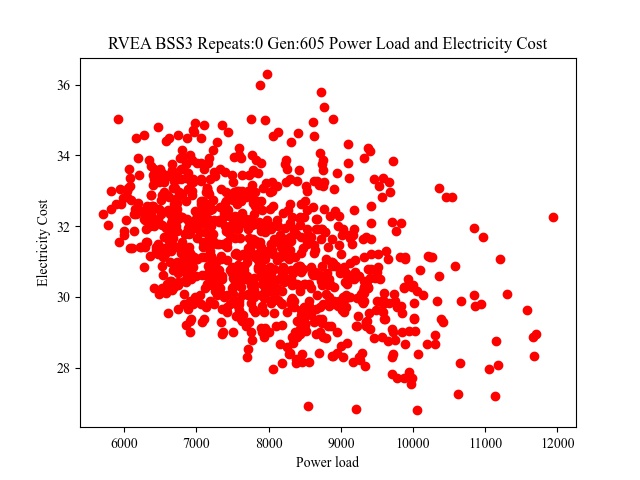 RVEA BSS3 Repeats:0 Gen:605 Power Load and Electricity Cost
36
34
32
30
28
Electricity Cost
6000 7000 8000 9000 10000 11000 12000
Power load